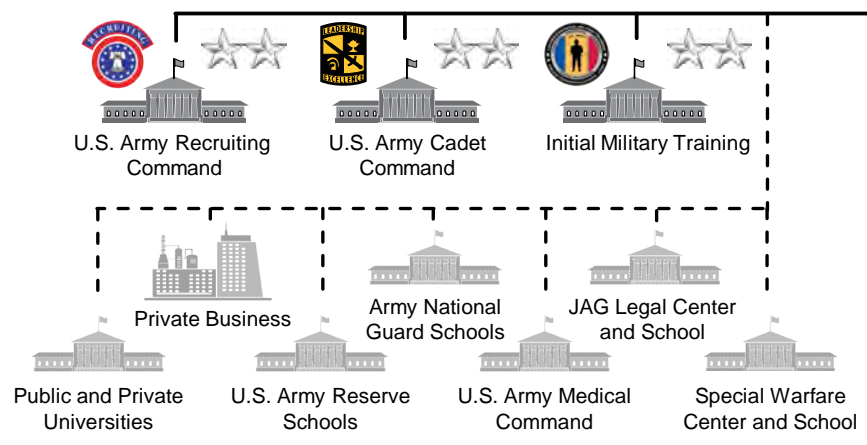 RECRUITING
LEADERSHIP
EXCELLENCE
U.S. Army Recruiting
Command
U.S. Army Cadet
Command
Initial Military Training
Private Business
Army National
Guard Schools
JAG Legal Center
and School
Public and Private
Universities
U.S. Army Reserve
Schools
U.S. Army Medical
Command
Special Warfare
Center and School